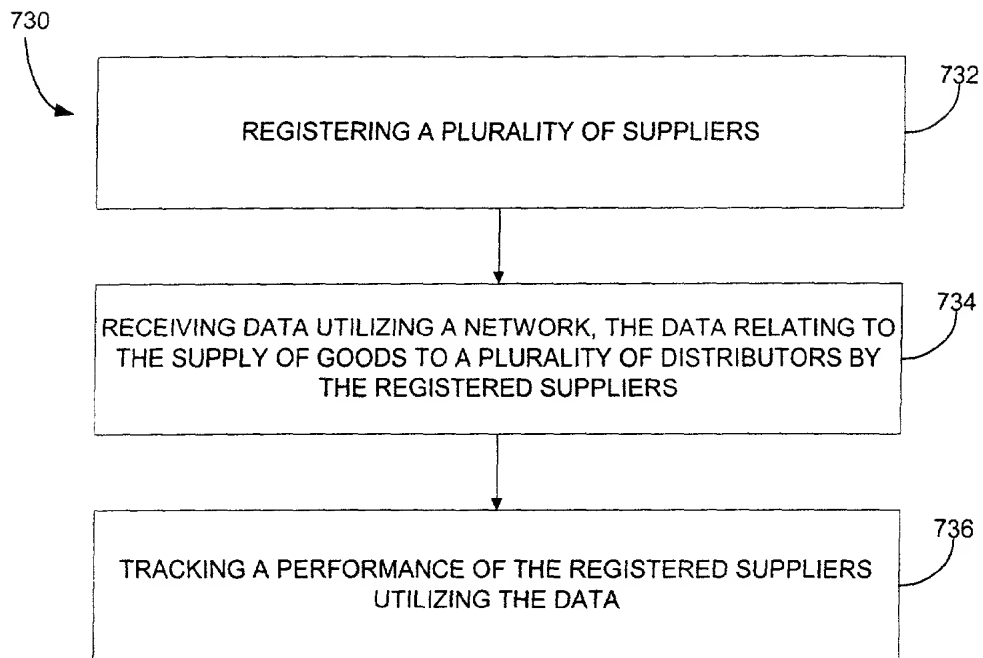 730
732
REGISTERING A PLURALITY OF SUPPLIERS
734
RECEIVING DATA UTILIZING A NETWORK, THE DATA RELATING TO
THE SUPPLY OF GOODS TO A PLURALITY OF DISTRIBUTORS BY
THE REGISTERED SUPPLIERS
736
TRACKING A PERFORMANCE OF THE REGISTERED SUPPLIERS
UTILIZING THE DATA